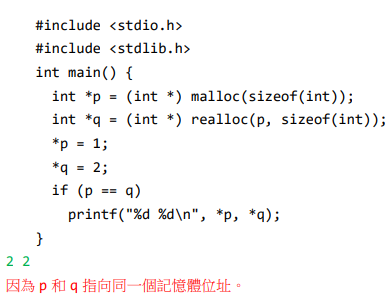 #include <stdio.h>
#include <stdlib.h>
int main() {
  int *p = (int *) malloc(sizeof(int));
  int *q = (int *) realloc(p, sizeof(int));
  *p = 1;
  *q = 2;
  if (p == q)
    printf("%d %d\n", *p, *q);
}
2 2
因為 p 和 q 指向同一個記憶體位址。